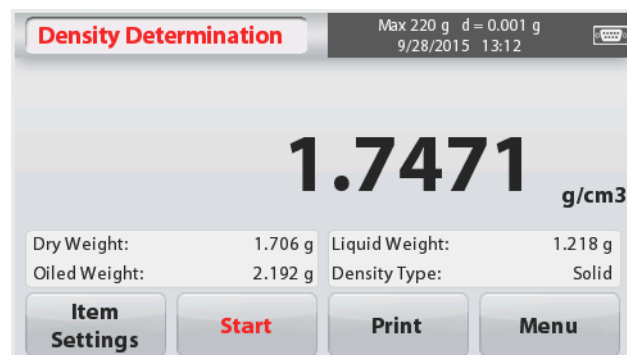 Density Determination
Max 220 g d = 0.001 g
9/28/2015 13:12
1.7471
g/cm3
Dry Weight: 1.706 g Liquid Weight: 1.218 g
Oiled Weight: 2.192 g Density Type: Solid
Item
Settings
Start
Print
Menu